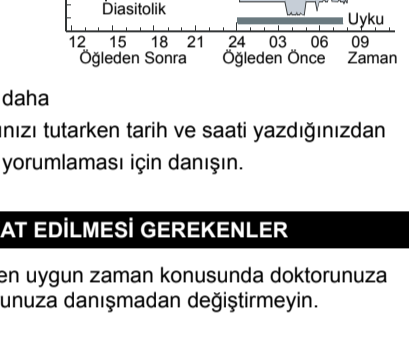 Diasitolik
Uyku
12 15 18 21 24 03 06 09
Öğleden Sonra Öğleden Önce Zaman
daha
nızı tutarken tarih ve saati yazdığınızdan
yorumlaması için danışın.
AT EDİLMESİ GEREKENLER
en uygun zaman konusunda doktorunuza
unuza danışmadan değiştirmeyin.